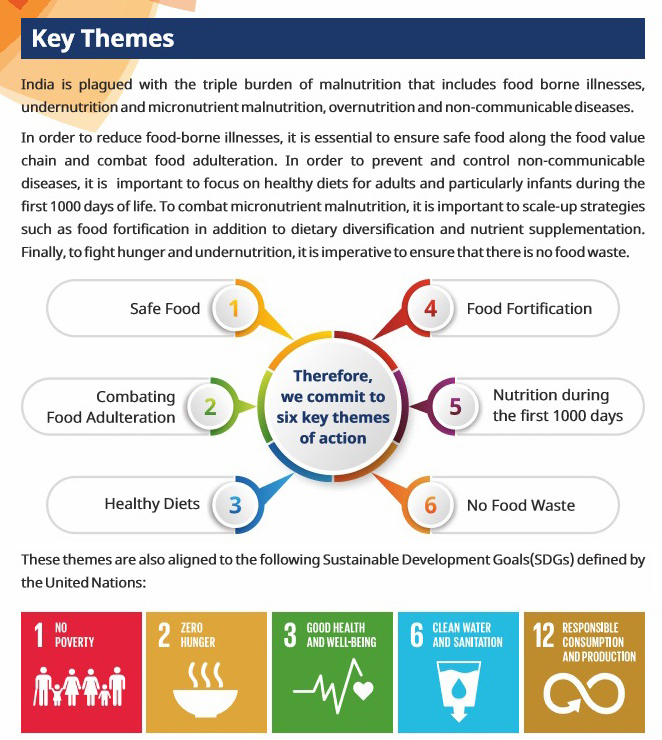 Key Themes
India is plagued with the triple burden of malnutrition that includes food borne illnesses,
undernutrition and micronutrient malnutrition, overnutrition and non-communicable diseases.
In order to reduce food-borne illnesses, it is essential to ensure safe food along the food value
chain and combat food adulteration. In order to prevent and control non-communicable
diseases, it is important to focus on healthy diets for adults and particularly infants during the
first 1000 days of life. To combat micronutrient malnutrition, it is important to scale-up strategies
such as food fortification in addition to dietary diversification and nutrient supplementation.
Finally, to fight hunger and undernutrition, it is imperative to ensure that there is no food waste.
Safe Food 1
4 Food Fortification
Combating
Food Adulteration 2
Therefore,
we commit to
six key themes
of action
5 Nutrition during
the first 1000 days
Healthy Diets 3
6 No Food Waste
These themes are also aligned to the following Sustainable Development Goals(SDGs) defined by
the United Nations:
1 NO
POVERTY
2 ZERO
HUNGER
3 GOOD HEALTH
AND WELL-BEING
6 CLEAN WATER
AND SANITATION
12 RESPONSIBLE
CONSUMPTION
AND PRODUCTION